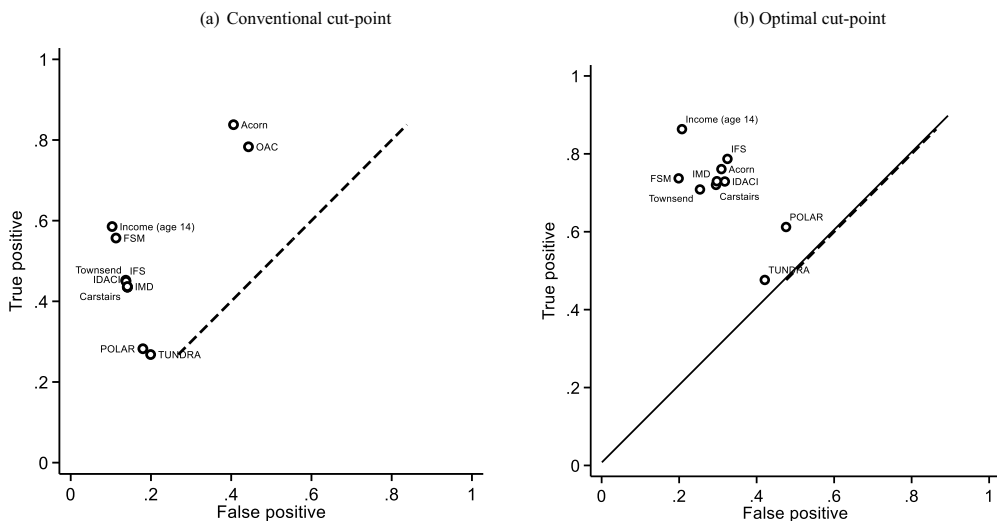 (a) Conventional cut-point
1
.8
.6
.4
.2
0
True positive
Acorn
OAC
Income (age 14)
FSM
Townsend IFS
IDACI
IMD
Carstairs
POLAR TUNDRA
0 .2 .4 .6 .8 1
False positive
(b) Optimal cut-point
1
.8
.6
.4
.2
0
True positive
Income (age 14)
IFS
Acorn
FSM IMD IDACI
Townsend Carstairs
POLAR
TUNDRA
0 .2 .4 .6 .8 1
False positive